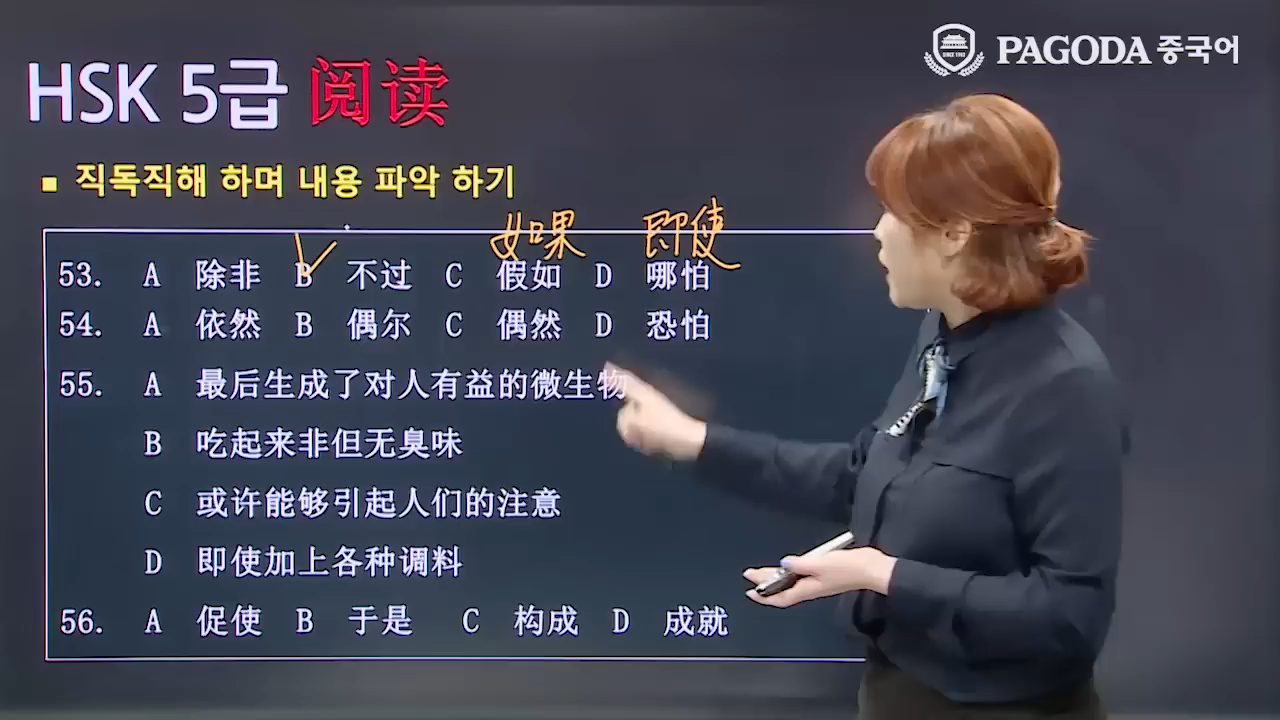 SINCE 1983
PAGODA 중국어
HSK 5급 阅读
■ 직독직해 하며 내용 파악 하기
如果 即使
53. A 除非 B 不过 C 假如 D 哪怕
54. A 依然 B 偶尔 C 偶然 D 恐怕
55. A 最后生成了对人有益的微生物
B 吃起来非但无臭味
C 或许能够引起人们的注意
D 即使加上各种调料
56. A 促使 B 于是 C 构成 D 成就